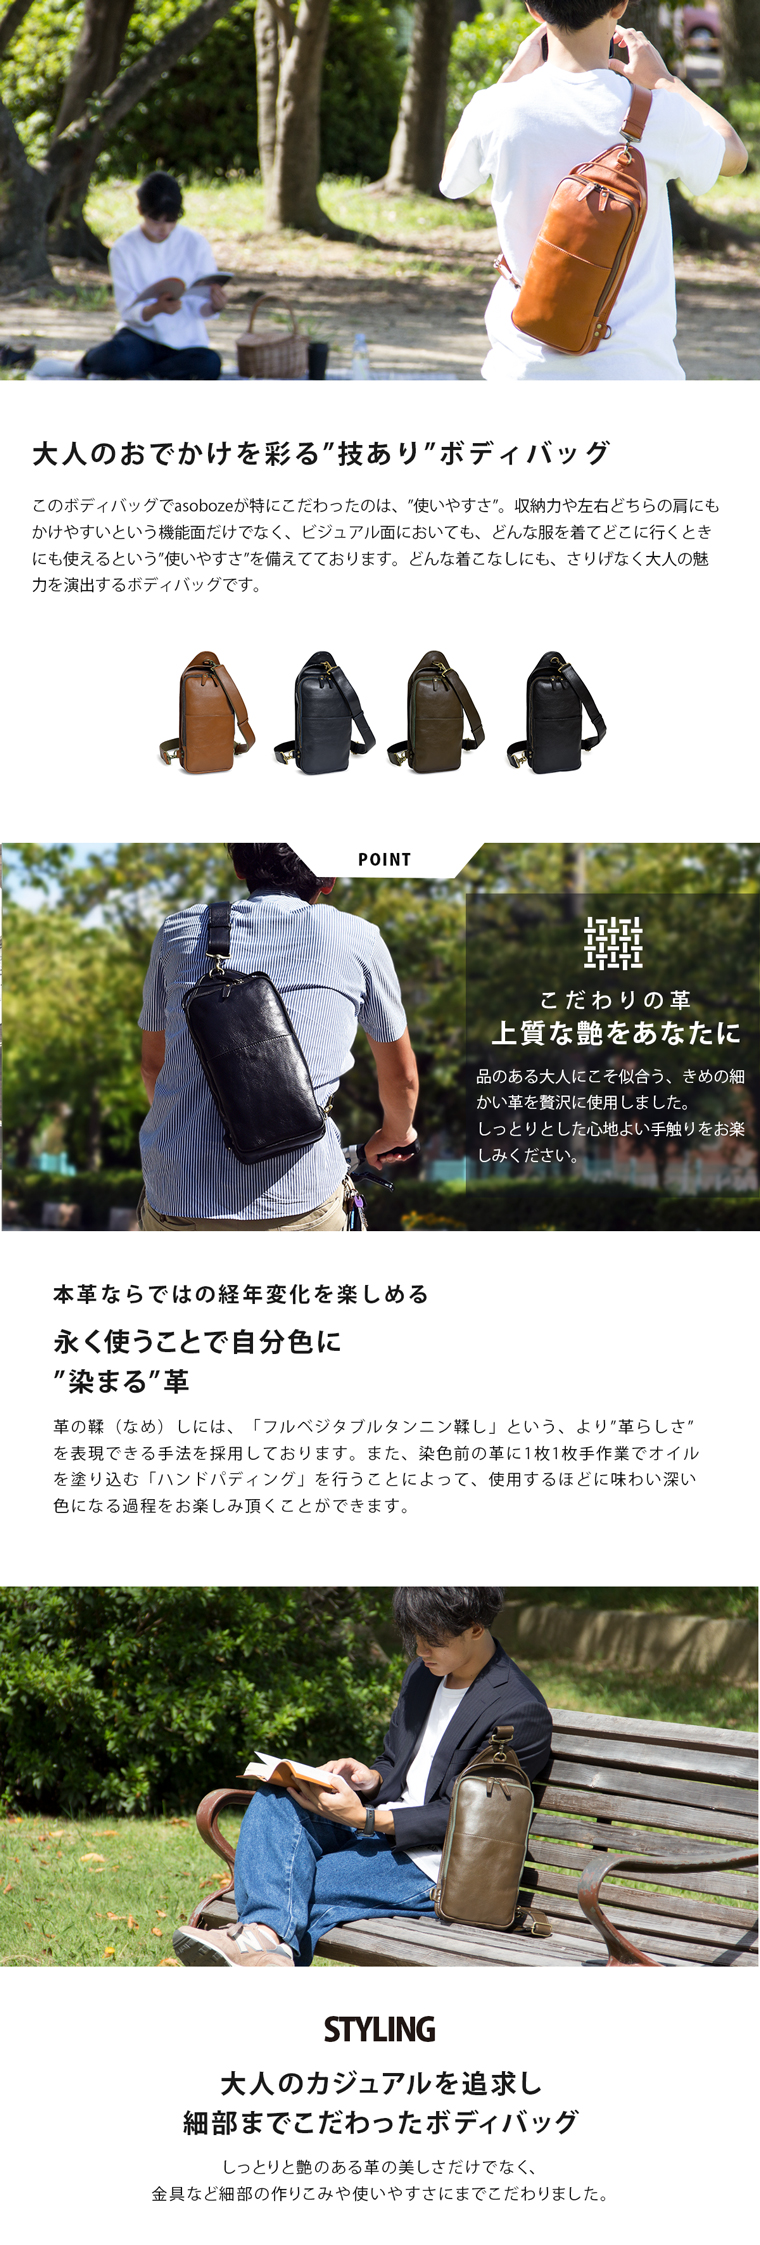 大人のおでかけを彩る”技あり”ボディバッグ
このボディバッグでasobozeが特にこだわったのは、”使いやすさ”。収納力や左右どちらの肩にも
かけやすいという機能面だけでなく、ビジュアル面においても、どんな服を着てどこに行くとき
にも使えるという”使いやすさ”を備えてております。どんな着こなしにも、さりげなく大人の魅
力を演出するボディバッグです。
POINT
こだわりの革
上質な艶をあなたに
品のある大人にこそ似合う、きめの細
かい革を贅沢に使用しました。
しっとりとした心地よい手触りをお楽
しみください。
本革ならではの経年変化を楽しめる
永く使うことで自分色に
”染まる”革
革の鞣（なめ）しには、「フルベジタブルタンニン鞣し」という、より”革らしさ”
を表現できる手法を採用しております。また、染色前の革に1枚1枚手作業でオイル
を塗り込む「ハンドパディング」を行うことによって、使用するほどに味わい深い
色になる過程をお楽しみ頂くことができます。
STYLING
大人のカジュアルを追求し
細部までこだわったボディバッグ
しっとりと艶のある革の美しさだけでなく、
金具など細部の作りこみや使いやすさにまでこだわりました。